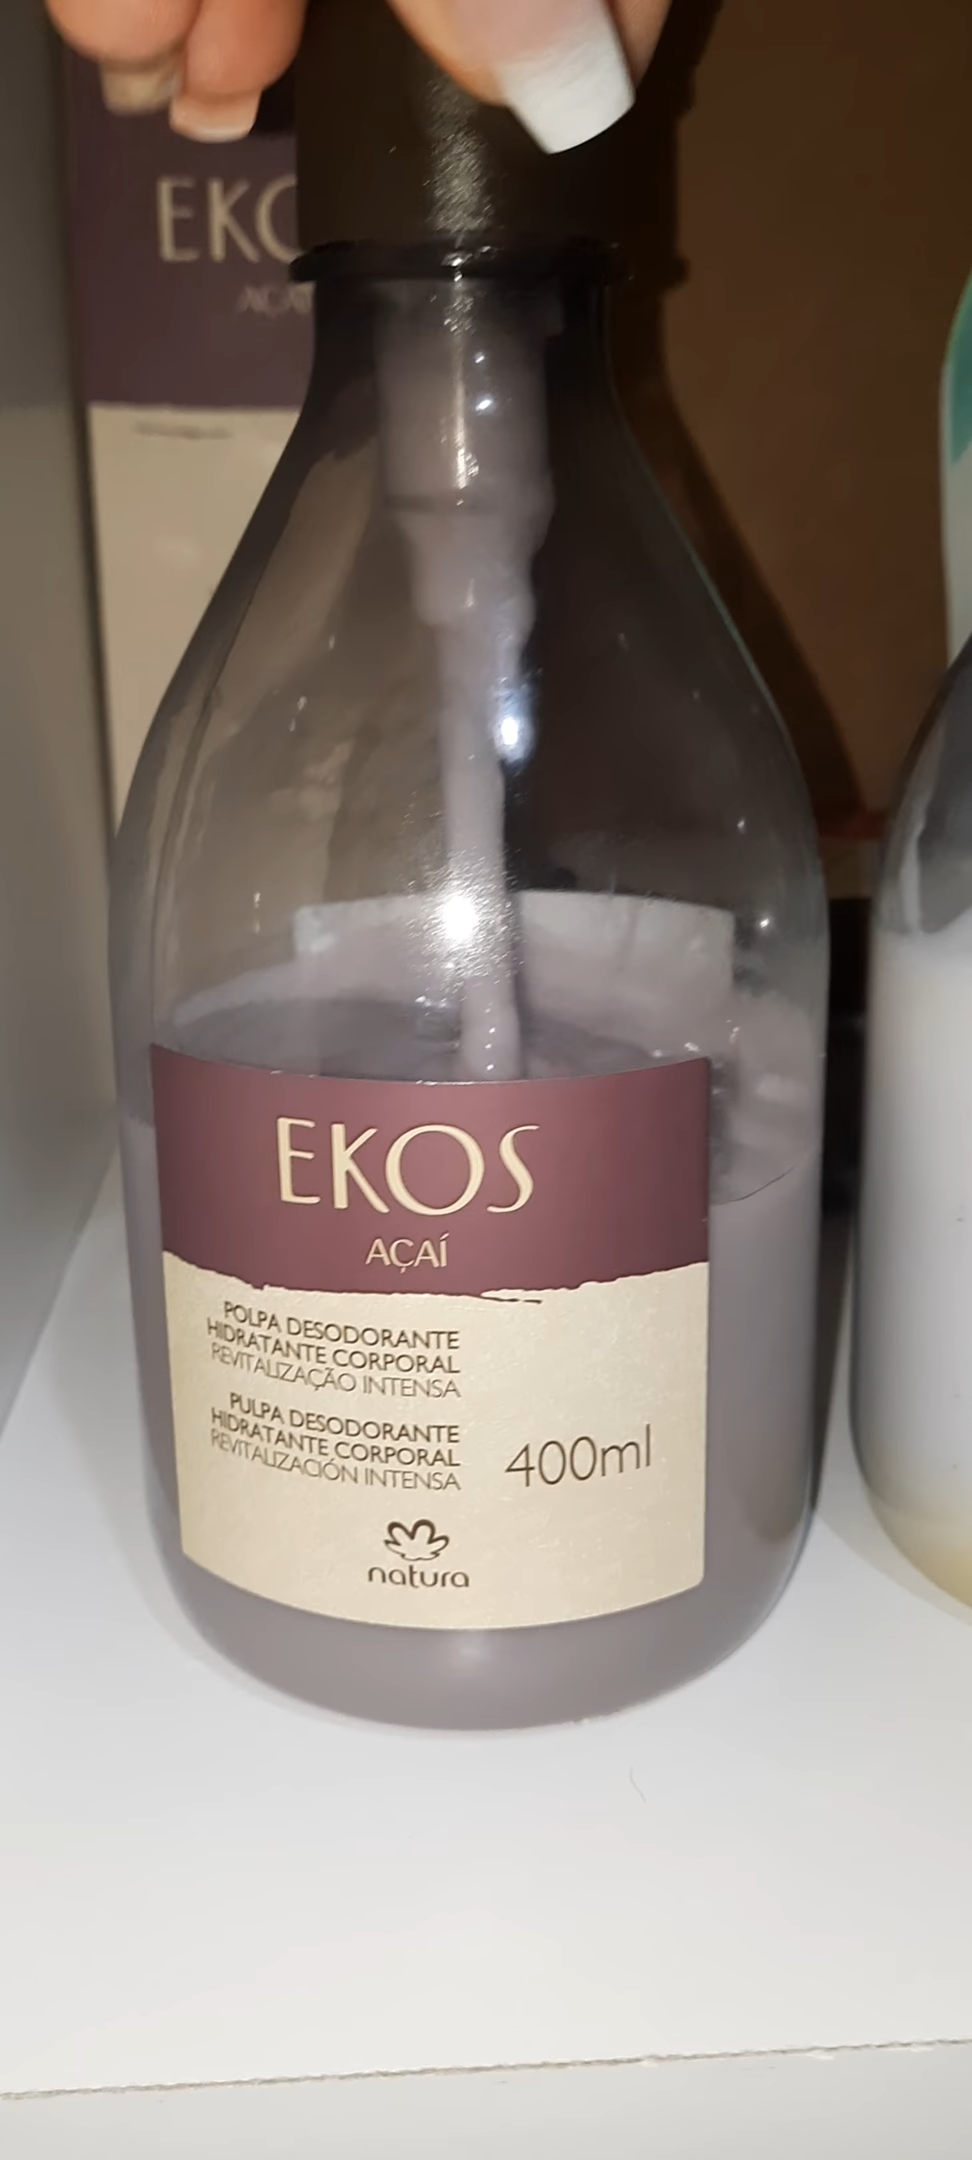 EKOS
AÇAÍ
POLPA DESODORANTE
HIDRATANTE CORPORAL
REVITALIZAÇÃO INTENSA
PULPA DESODORANTE
HIDRATANTE CORPORAL
REVITALIZACIÓN INTENSA
400ml
natura